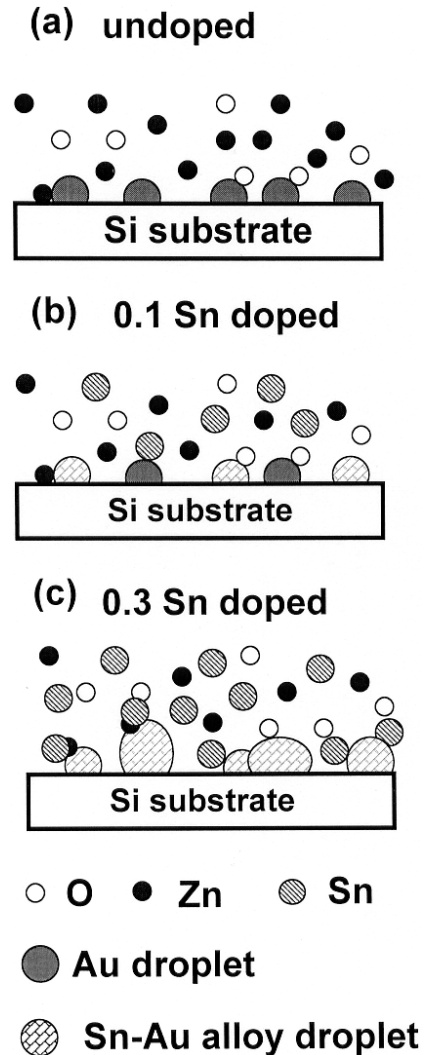 (a) undoped
Si substrate
(b) 0.1 Sn doped
Si substrate
(c) 0.3 Sn doped
Si substrate
O Zn Sn
Au droplet
Sn-Au alloy droplet